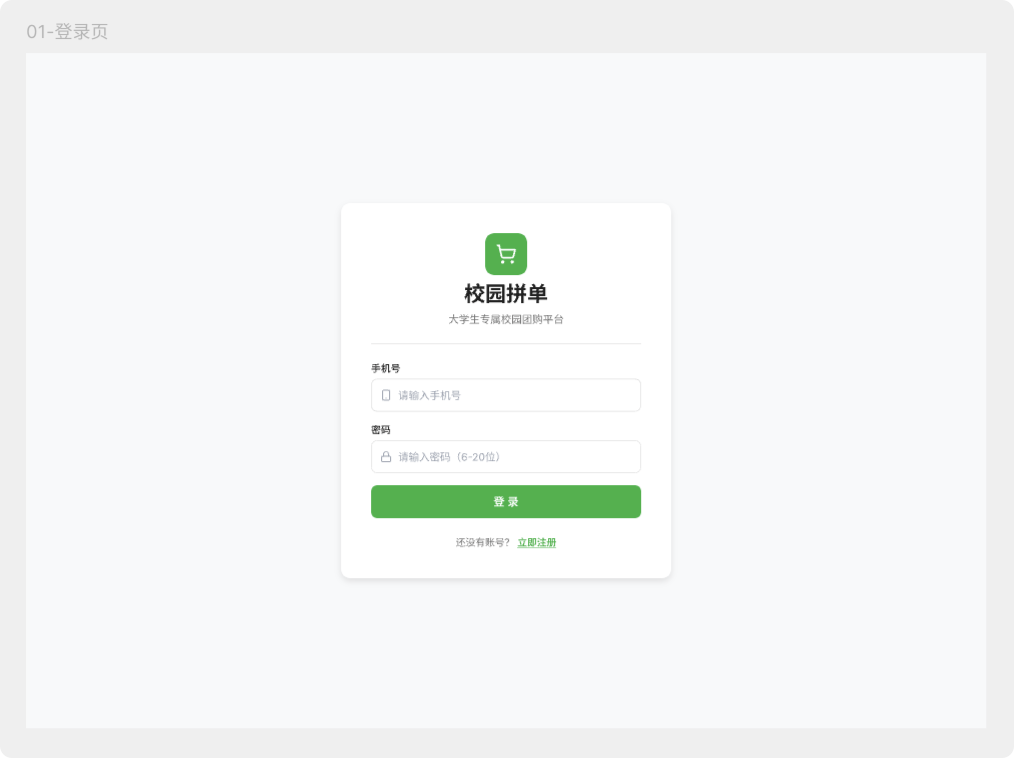 01-登录页
校园拼单
大学生专属校园团购平台
手机号
请输入手机号
密码
请输入密码（6-20位）
登 录
还没有账号？ 立即注册